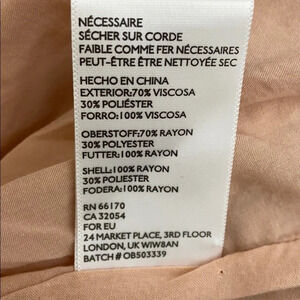 NÉCESSAIRE
SÉCHER SUR CORDE
FAIBLE COMME FER NÉCESSAIRES
PEUT-ÊTRE ÊTRE NETTOYÉE SEC
HECHO EN CHINA
EXTERIOR:70% VISCOSA
30% POLIÉSTER
FORRO:100% VISCOSA
OBERSTOFF:70% RAYON
30% POLYESTER
FUTTER:100% RAYON
SHELL:100% RAYON
30% POLIESTER
FODERA:100% RAYON
RN 66170
CA 32054
FOR EU
24 MARKET PLACE, 3RD FLOOR
LONDON, UK WIW8AN
BATCH # OB503339